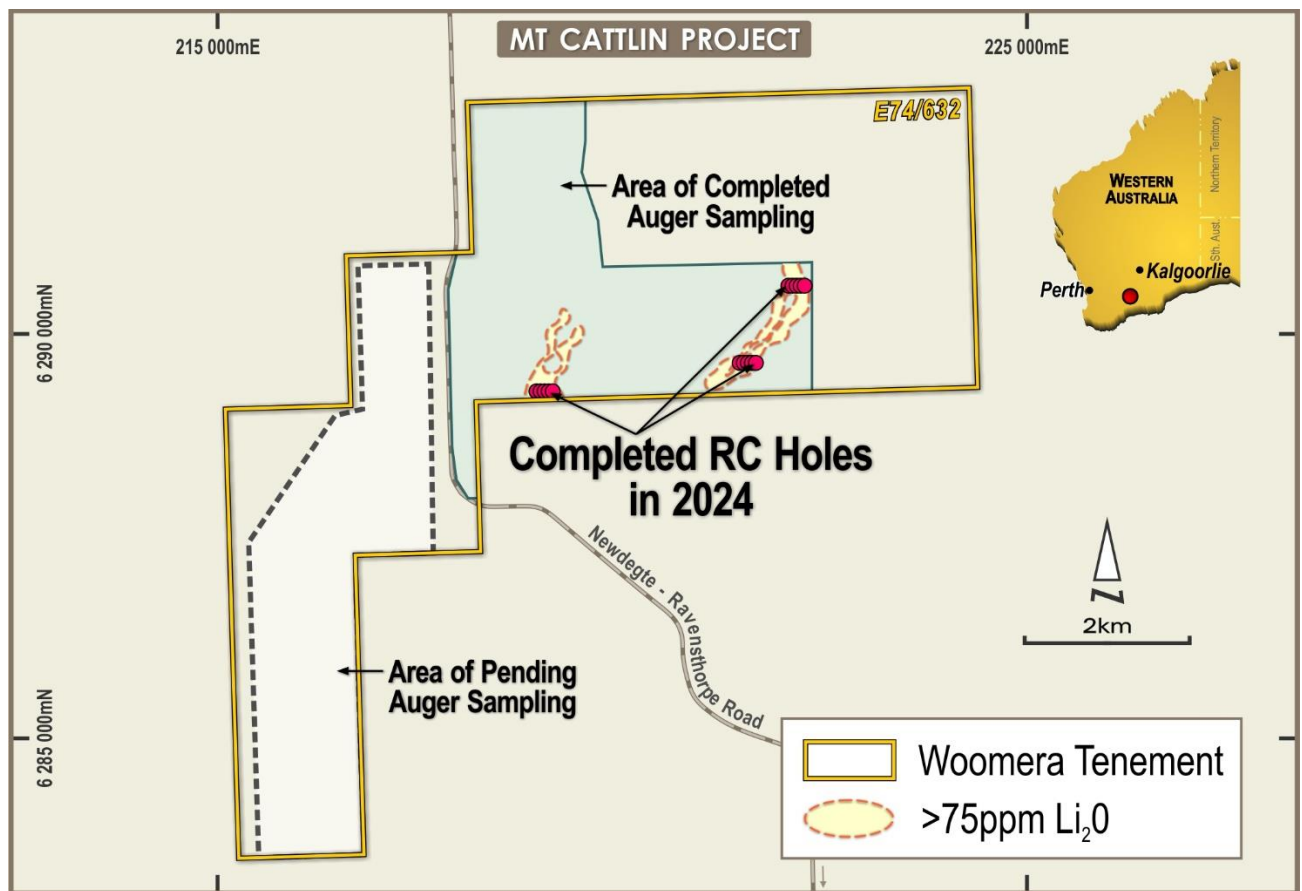 MT CATTLIN PROJECT
215 000mE
225 000mE
E74/632
Area of Completed
Auger Sampling
WESTERN
AUSTRALIA
Northern Territory
Sth. Aust.
Kalgoorlie
Perth
6 290 000mN
Completed RC Holes
in 2024
Newdegte - Ravensthorpe Road
N
2km
Area of Pending
Auger Sampling
6 285 000mN
Woomera Tenement
>75ppm Li₂0